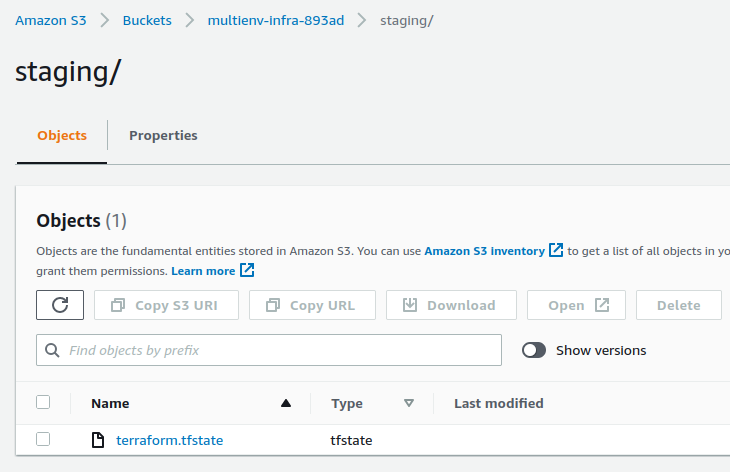 Amazon S3 > Buckets > multienv-infra-893ad > staging/
staging/
Objects Properties
Objects (1)
Objects are the fundamental entities stored in Amazon S3. You can use Amazon S3 inventory to get a list of all objects in yo
grant them permissions. Learn more
Copy S3 URI Copy URL Download Open Delete
Find objects by prefix Show versions
Name Type Last modified
terraform.tfstate tfstate